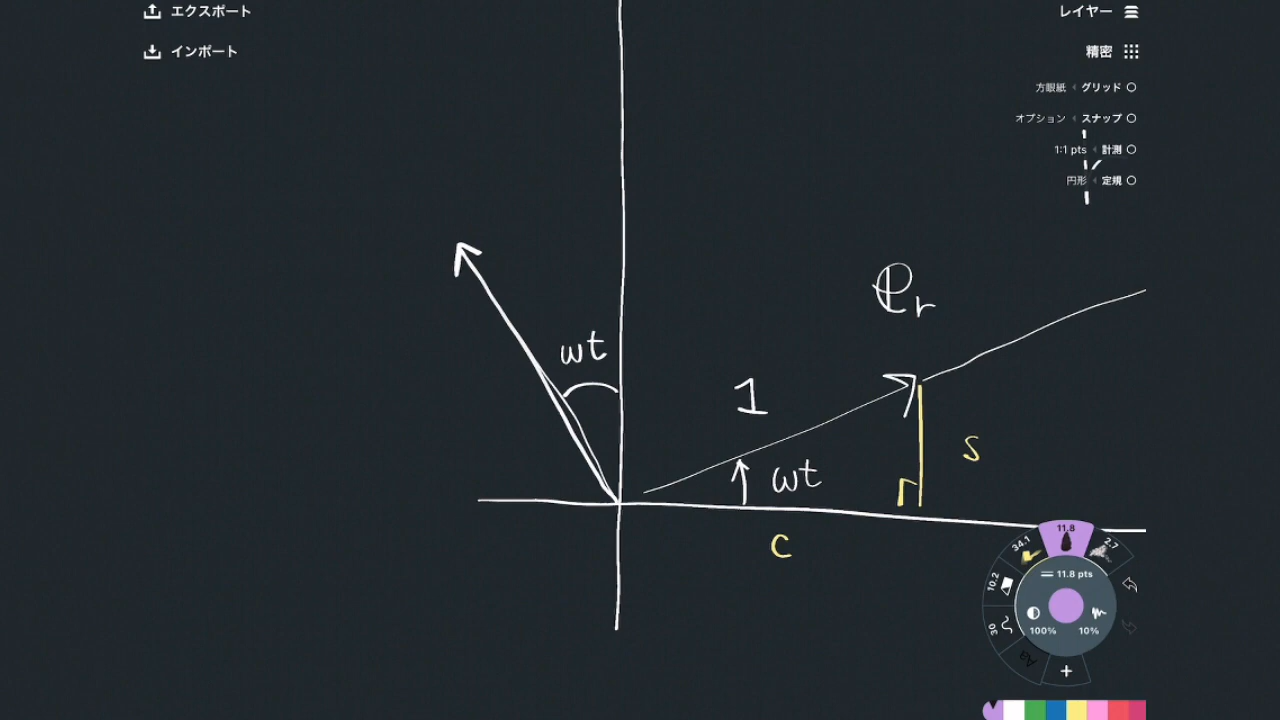 エクスポート
インポート
レイヤー
精密
方眼紙 グリッド
オプション スナップ
1:1 pts 計測
円形 定規
er
ωt
1
s
ωt
c
11.8
34.1
2.7
10.2
11.8 pts
30
100% 10%
Aa
+